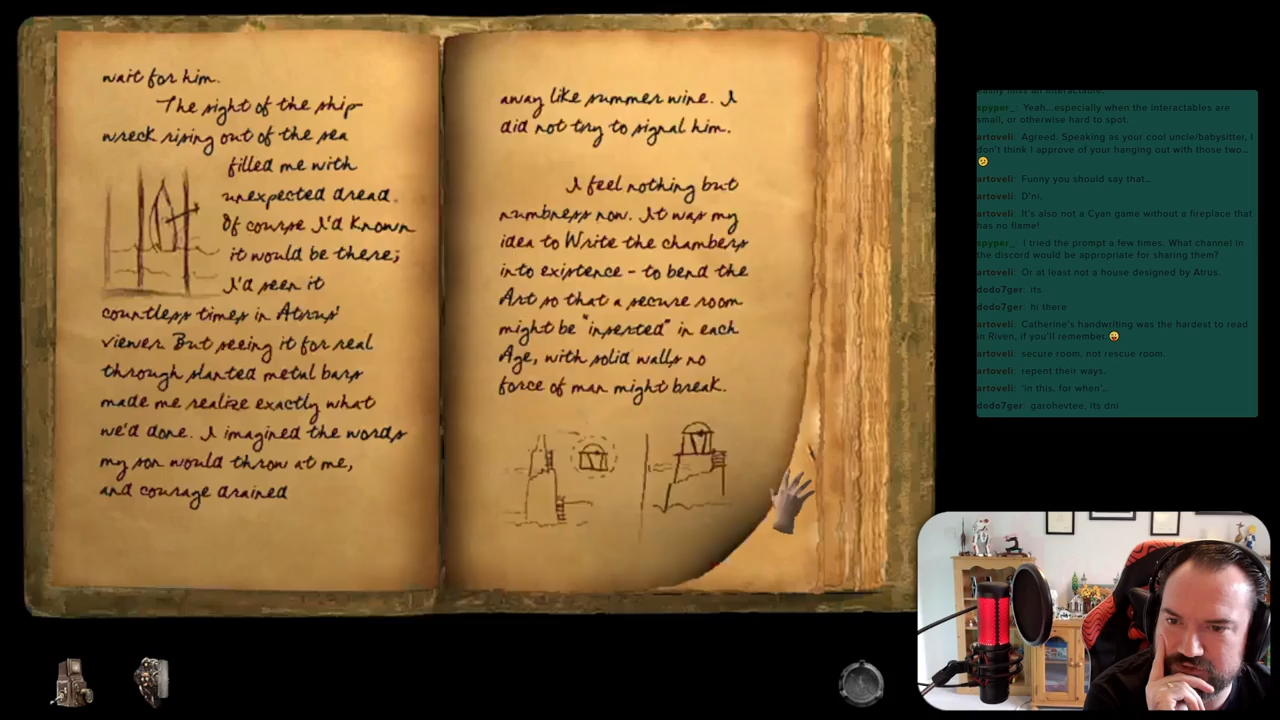 wait for him.
The sight of the ship
wreck rising out of the sea
filled me with
unexpected dread.
Of course I'd known
it would be there;
I'd seen it
countless times in Atrus'
viewer. But seeing it for real
through slanted metal bars
made me realize exactly what
we'd done. I imagined the words
my son would throw at me,
and courage drained
away like summer wine. I
did not try to signal him.
I feel nothing but
numbness now. It was my
idea to Write the chambers
into existence - to bend the
Art so that a secure room
might be "inserted" in each
Age, with solid walls no
force of man might break.
easily miss an interactable.
spyper_: Yeah...especially when the interactables are
small, or otherwise hard to spot.
artoveli: Agreed. Speaking as your cool uncle/babysitter, I
don't think I approve of your hanging out with those two...
artoveli: Funny you should say that...
artoveli: D'ni.
artoveli: It's also not a Cyan game without a fireplace that
has no flame!
spyper_: I tried the prompt a few times. What channel in
the discord would be appropriate for sharing them?
artoveli: Or at least not a house designed by Atrus.
dodo7ger: its
dodo7ger: hi there
artoveli: Catherine's handwriting was the hardest to read
in Riven, if you'll remember.😀
artoveli: secure room, not rescue room.
artoveli: repent their ways.
artoveli: 'in this, for when'..
dodo7ger: garohevtee, its dni